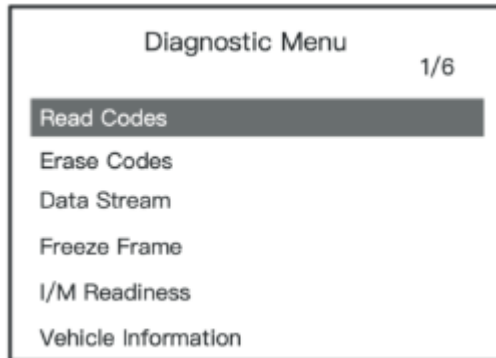 Diagnostic Menu
1/6
Read Codes
Erase Codes
Data Stream
Freeze Frame
I/M Readiness
Vehicle Information